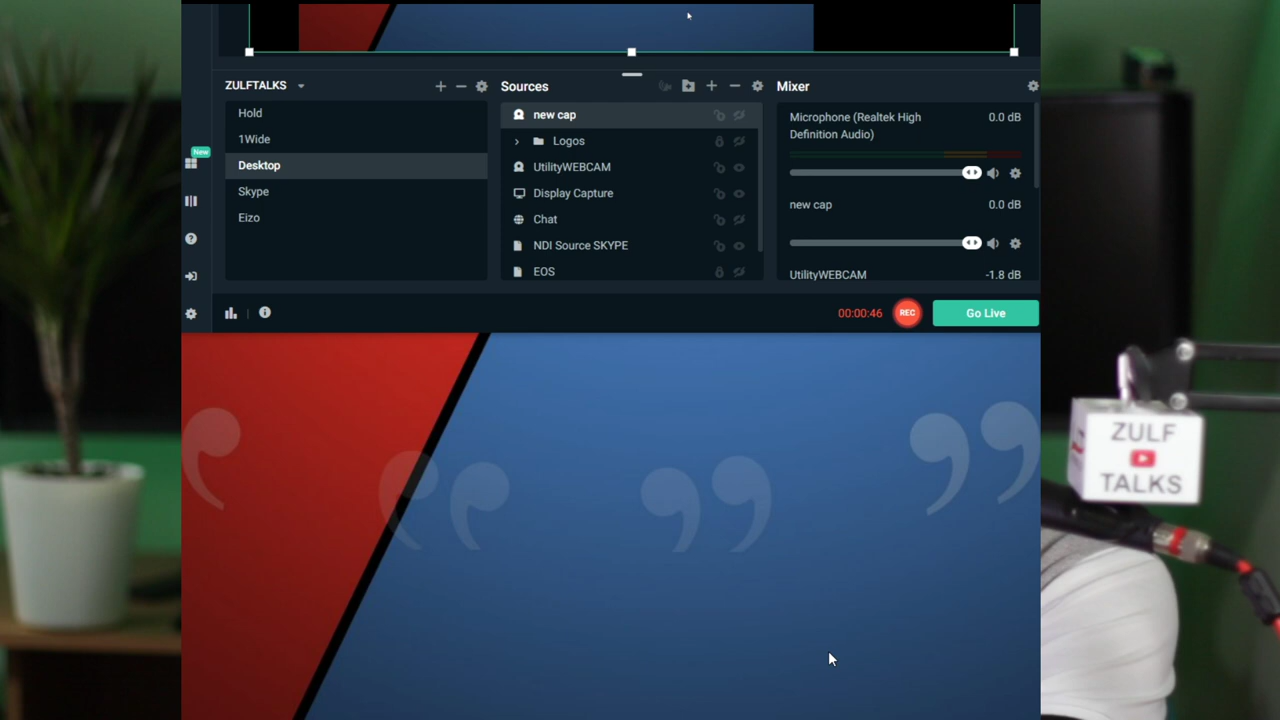 ZULFTALKS
Hold
1Wide
Desktop
Skype
Eizo
New
Sources
new cap
Logos
UtilityWEBCAM
Display Capture
Chat
NDI Source SKYPE
EOS
Mixer
Microphone (Realtek High
Definition Audio)
0.0 dB
new cap
0.0 dB
UtilityWEBCAM
-1.8 dB
00:00:46
REC
Go Live
ZULF
TALKS